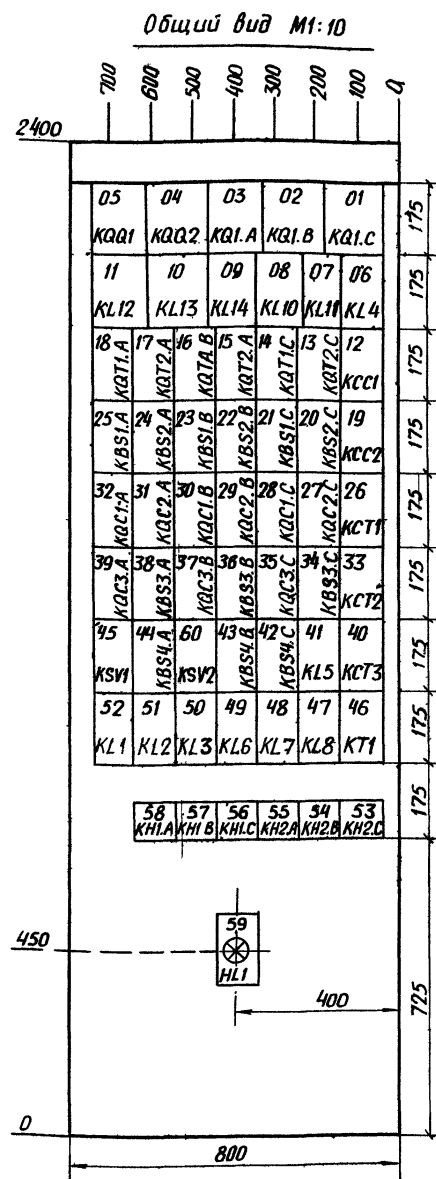 Общий вид М1:10
700 600 500 400 300 200 100 0
2400
05 04 03 02 01
KQQ1 KQQ2 KQ1.A KQ1.B KQ1.C
175
11 10 09 08 07 06
KL12 KL13 KL14 KL10 KL11 KL4
175
18 17 16 15 14 13 12
KQT1.A KQT2.A KQT1.B KQT2.A KQT1.C KQT2.C KCC1
175
25 24 23 22 21 20 19
KBS1.A KBS2.A KBS1.B KBS2.B KBS1.C KBS2.C KCC2
175
32 31 30 29 28 27 26
KQC1.A KQC2.A KQC1.B KQC2.B KQC1.C KQC2.C KCT1
175
39 38 37 36 35 34 33
KQC3.A KBS3.A KQC3.B KBS3.B KQC3.C KBS3.C KCT2
175
45 44 60 43 42 41 40
KSV1 KBS4.A KSV2 KBS4.B KBS4.C KL5 KCT3
175
52 51 50 49 48 47 46
KL1 KL2 KL3 KL6 KL7 KL8 KT1
175
175
58 57 56 55 54 53
KH1.A KH1.B KH1.C KH2.A KH2.B KH2.C
59
HL1
450
400
725
0
800